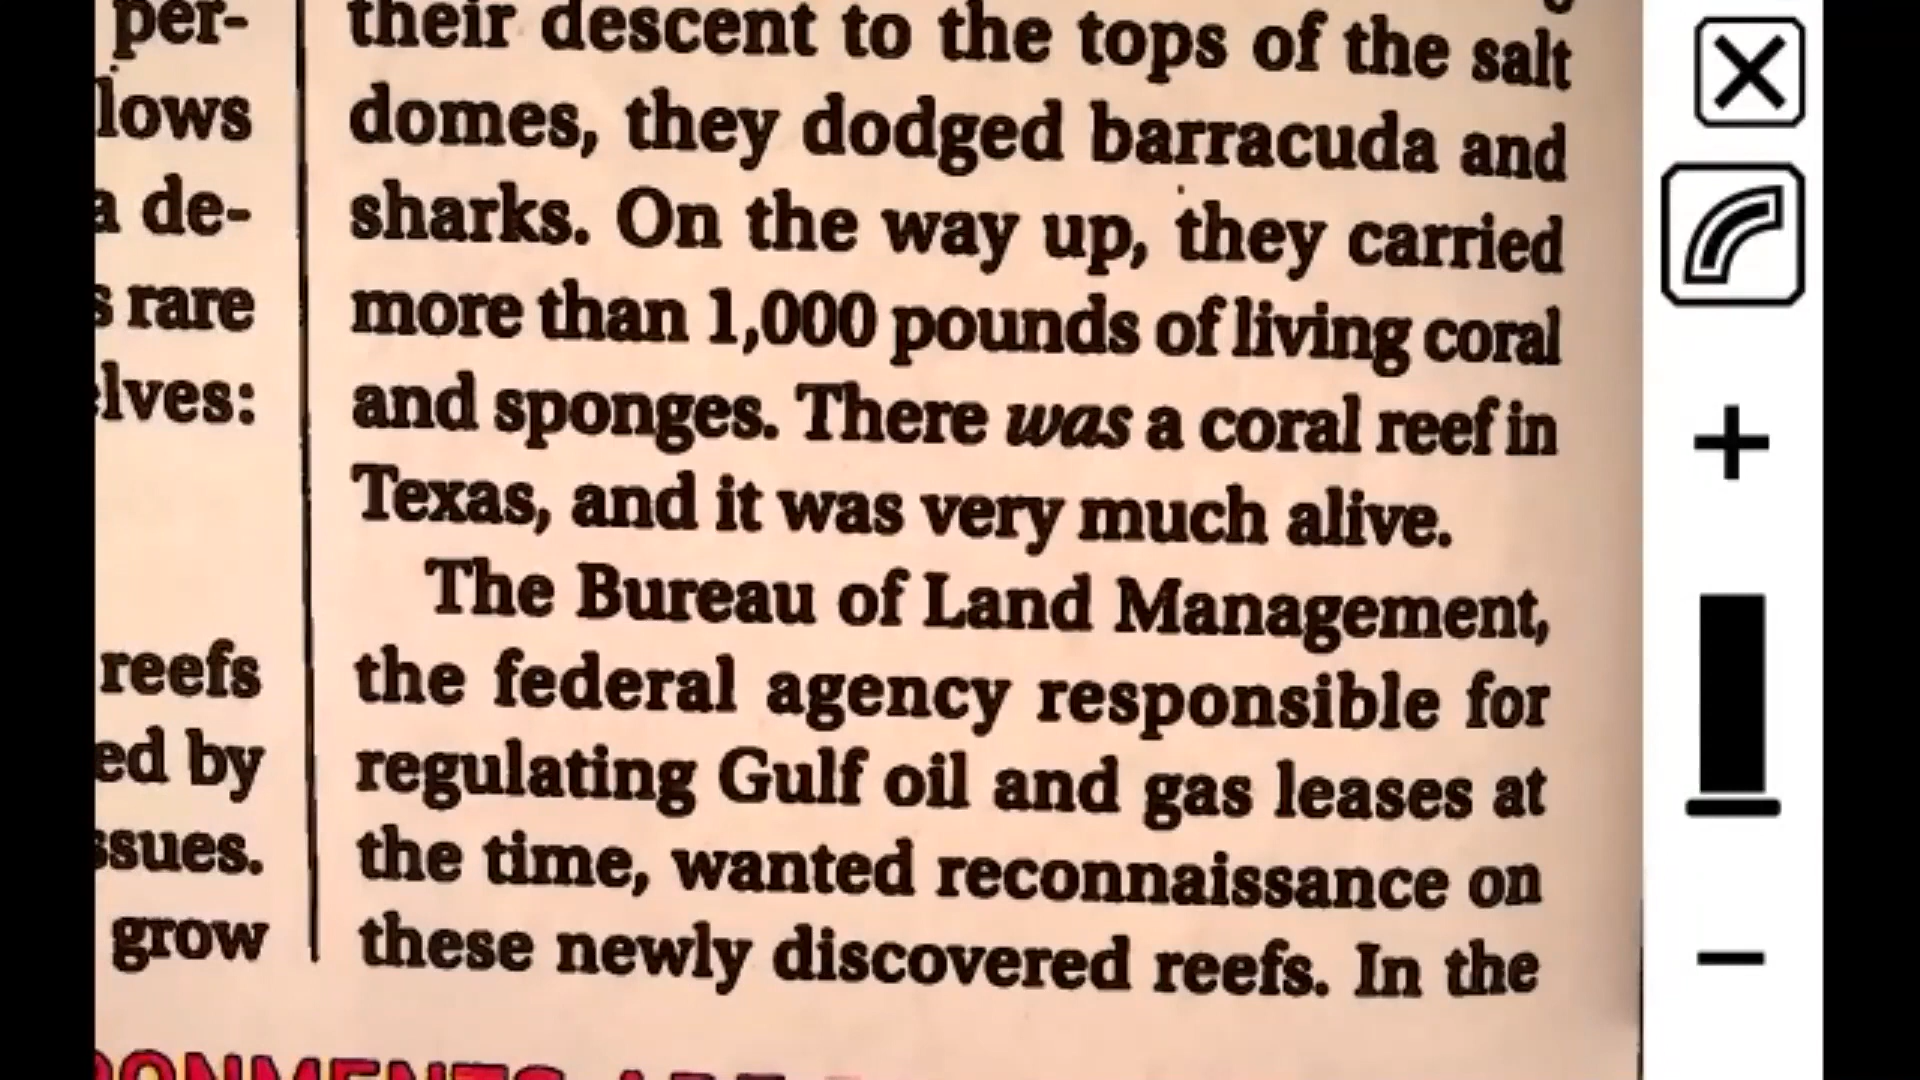 per-
lows
a de-
s rare
elves:
reefs
ed by
ssues.
grow
their descent to the tops of the salt
domes, they dodged barracuda and
sharks. On the way up, they carried
more than 1,000 pounds of living coral
and sponges. There was a coral reef in
Texas, and it was very much alive.
The Bureau of Land Management,
the federal agency responsible for
regulating Gulf oil and gas leases at
the time, wanted reconnaissance on
these newly discovered reefs. In the